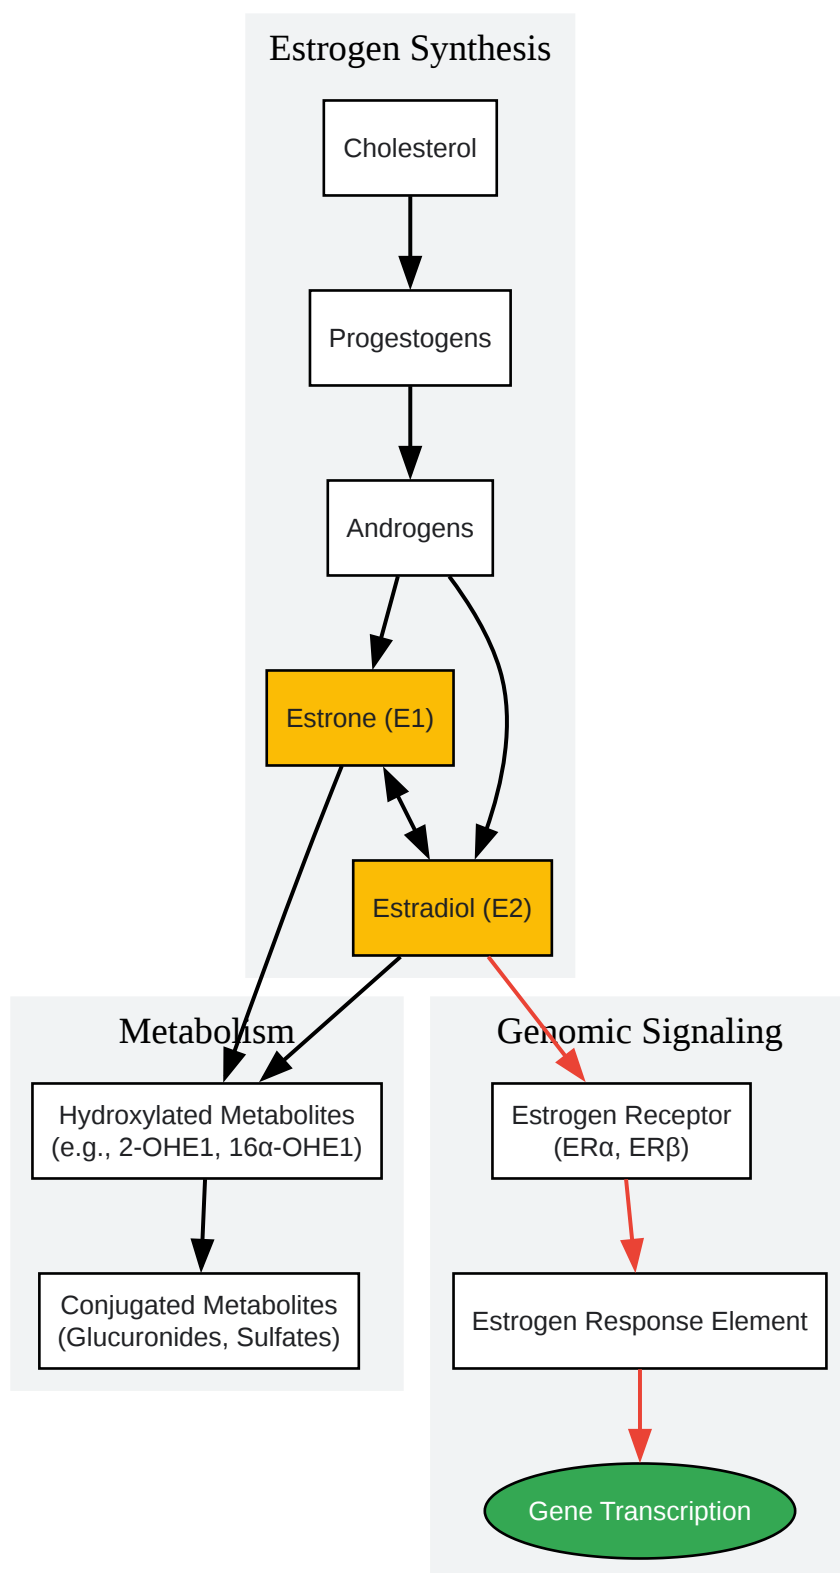 Estrogen Synthesis
Cholesterol
Progestogens
Androgens
Estrone (E1)
Estradiol (E2)
Metabolism
Hydroxylated Metabolites
(e.g., 2-OHE1, 16α-OHE1)
Conjugated Metabolites
(Glucuronides, Sulfates)
Genomic Signaling
Estrogen Receptor
(ERα, ERβ)
Estrogen Response Element
Gene Transcription